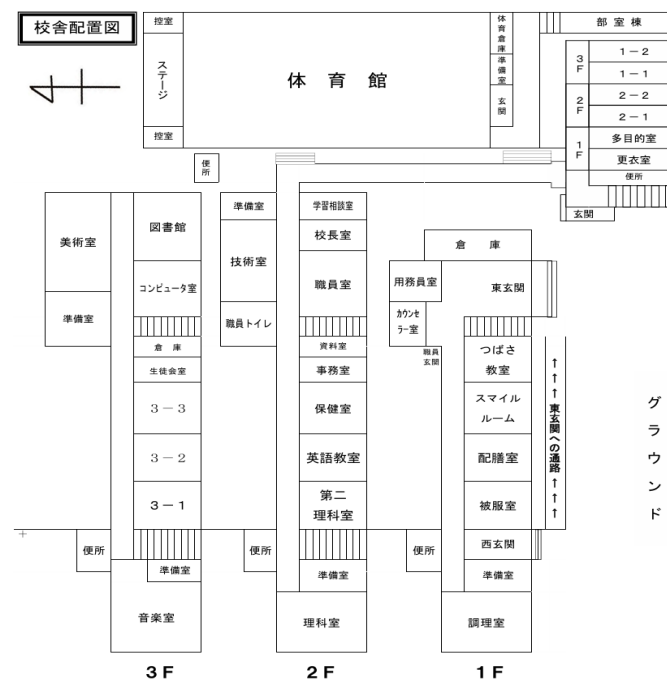 校舎配置図
控室
ステージ
控室
体 育 館
体育倉庫
準備室
玄関
部 室 棟
3F
1－2
1－1
2F
2－2
2－1
1F
多目的室
更衣室
便所
玄関
便所
美術室
準備室
図書館
コンピュータ室
倉 庫
生徒会室
3－3
3－2
3－1
便所
準備室
音楽室
3F
準備室
技術室
職員トイレ
学習相談室
校長室
職員室
資料室
事務室
保健室
英語教室
第二
理科室
便所
準備室
理科室
2F
倉 庫
用務員室
東玄関
カウンセ
ラー室
職員
玄関
つばさ
教室
スマイル
ルーム
配膳室
被服室
西玄関
便所
準備室
調理室
1F
↑↑↑東玄関への通路↑↑↑
グラウンド